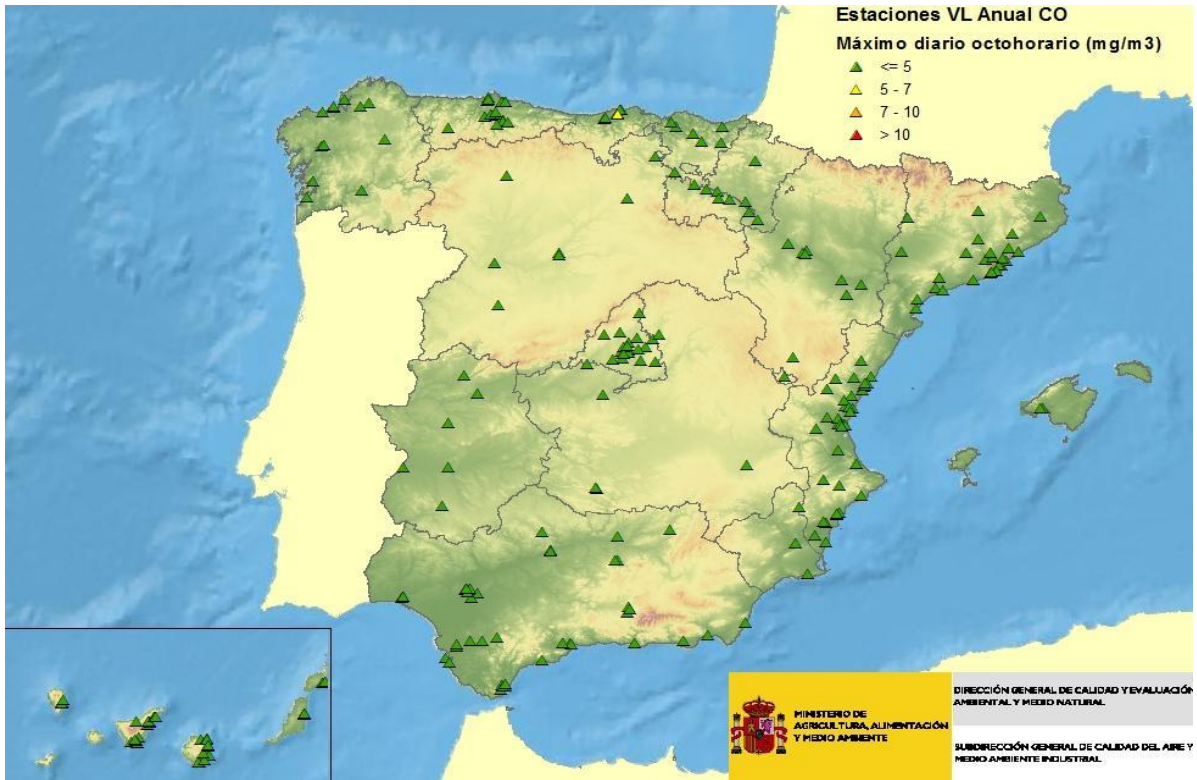 Estaciones VL Anual CO
Máximo diario octohorario (mg/m3)
<= 5
5 - 7
7 - 10
> 10
MINISTERIO DE
AGRICULTURA, ALIMENTACIÓN
Y MEDIO AMBIENTE
DIRECCIÓN GENERAL DE CALIDAD Y EVALUACIÓN
AMBIENTAL Y MEDIO NATURAL
SUBDIRECCIÓN GENERAL DE CALIDAD DEL AIRE Y
MEDIO AMBIENTE INDUSTRIAL